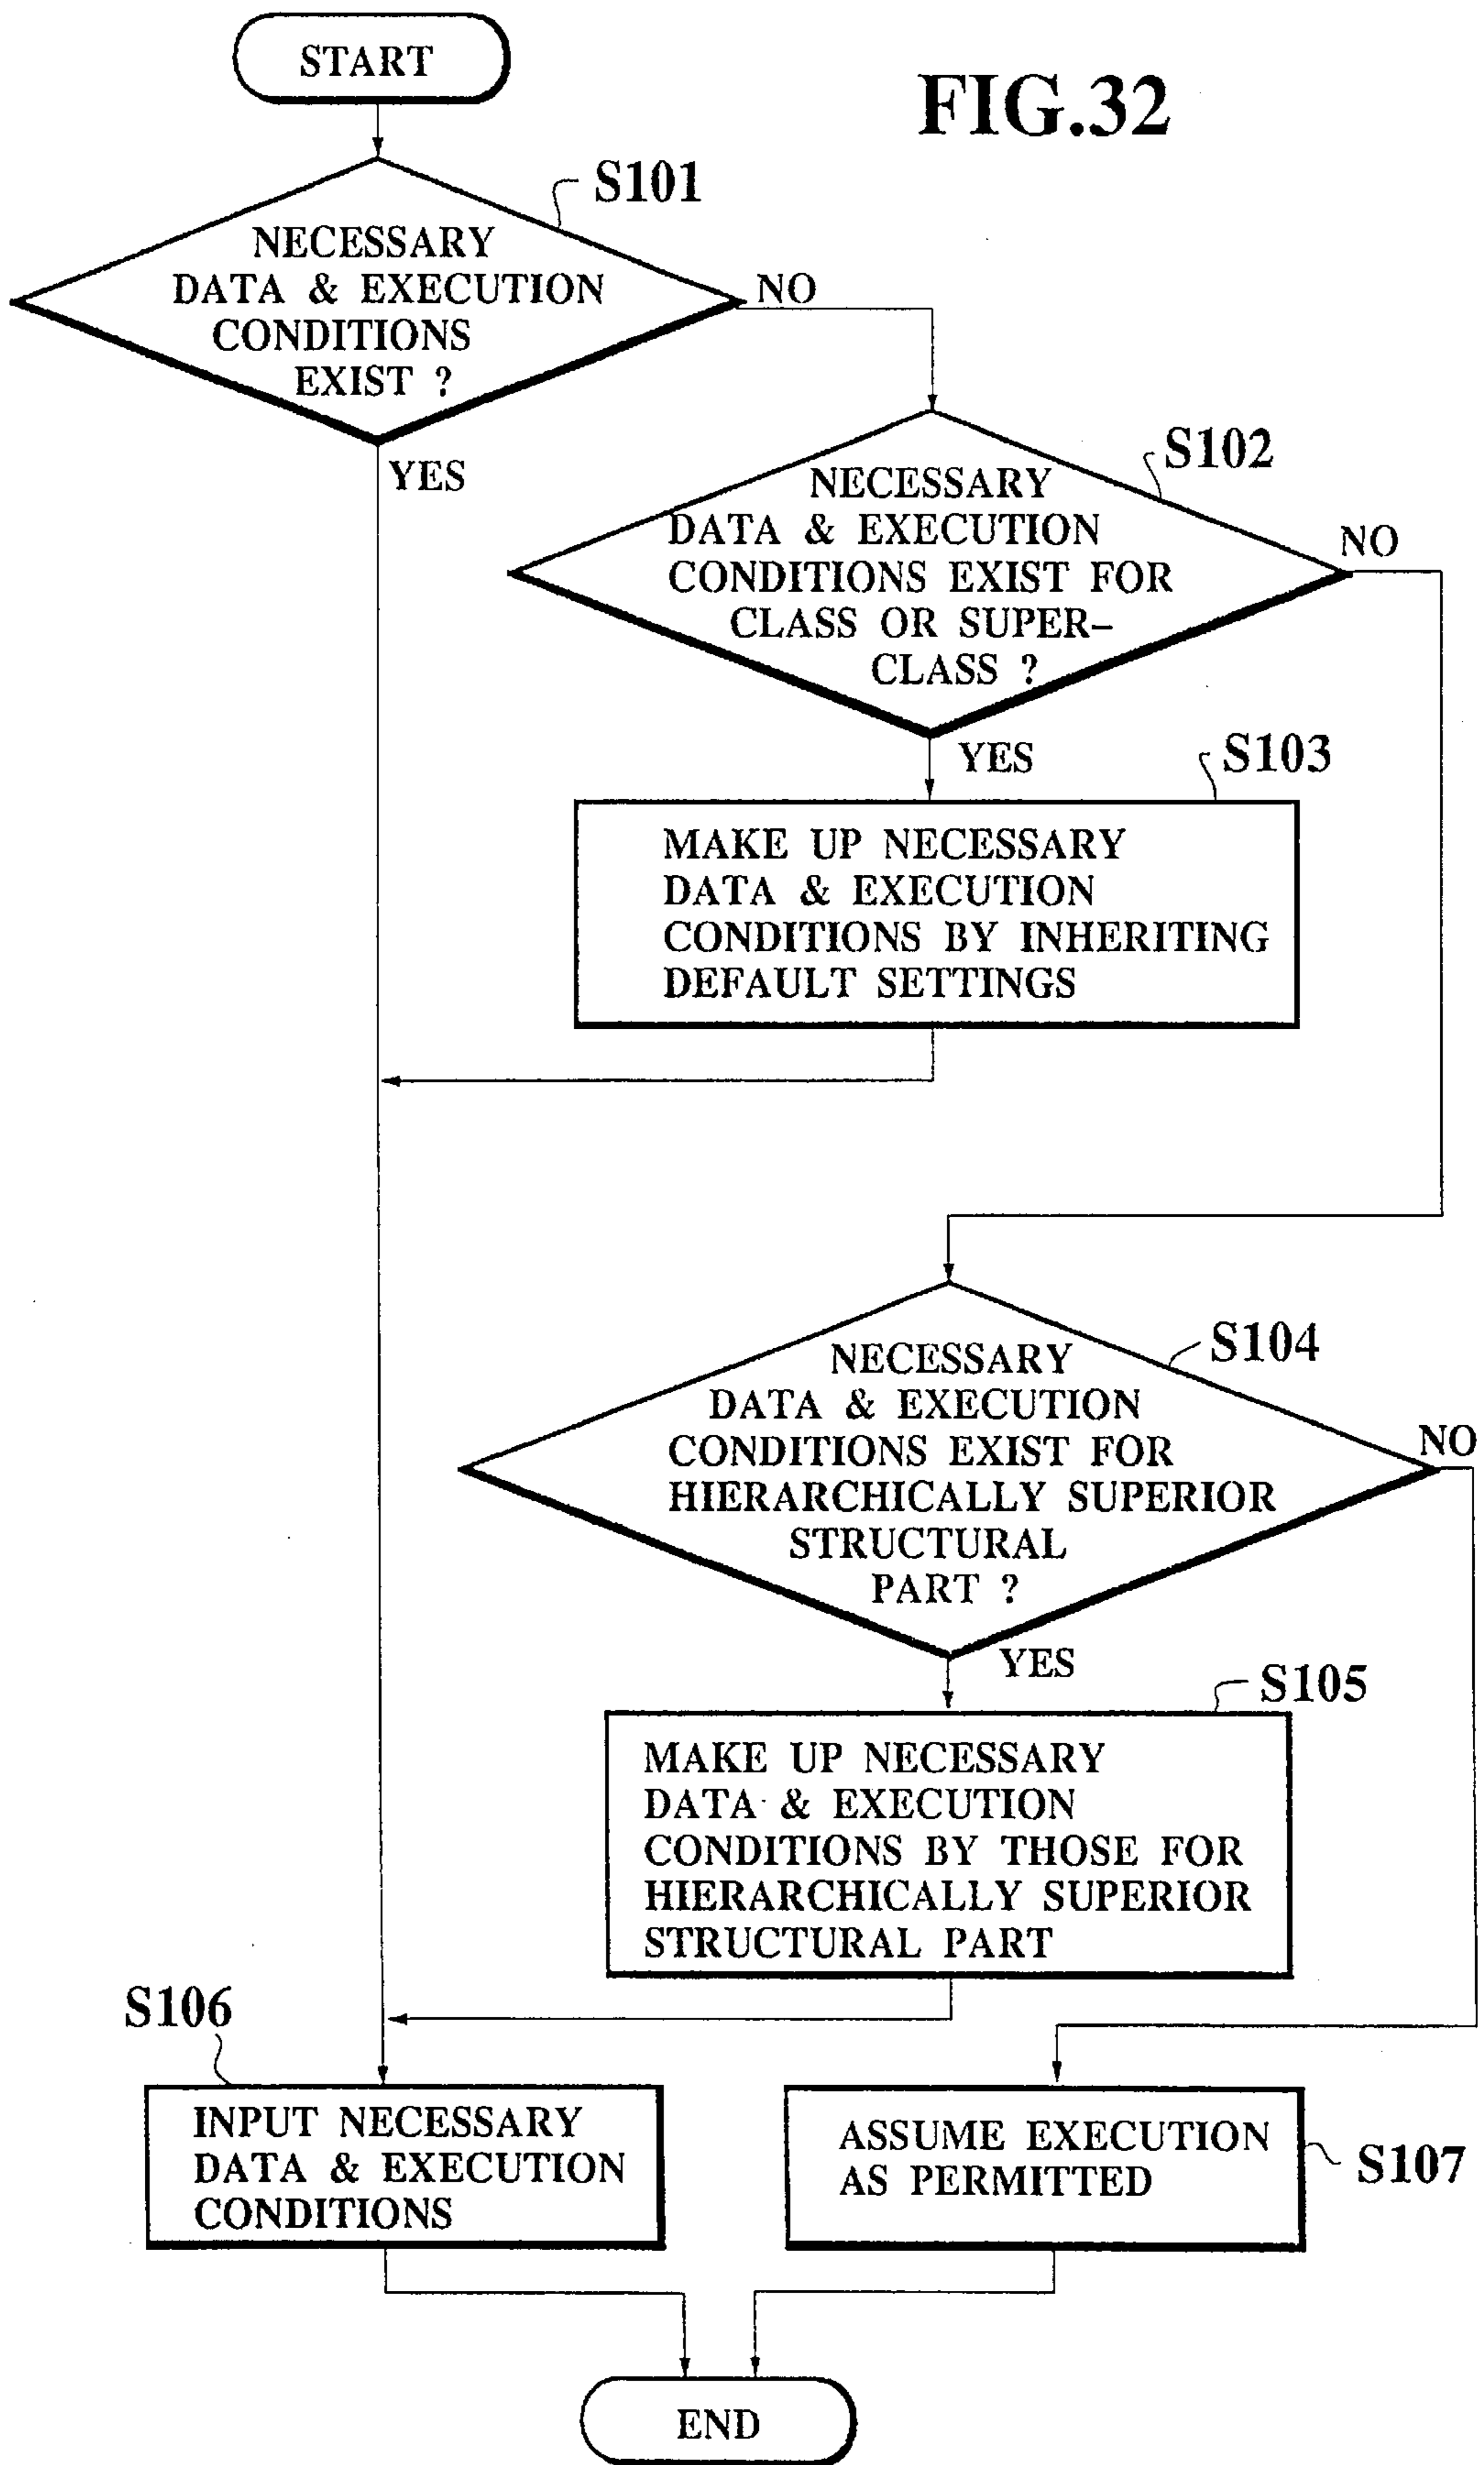 START
FIG.32
S101
NECESSARY
DATA & EXECUTION
CONDITIONS
EXIST ?
NO
YES
S102
NECESSARY
DATA & EXECUTION
CONDITIONS EXIST FOR
CLASS OR SUPER-
CLASS ?
NO
YES
S103
MAKE UP NECESSARY
DATA & EXECUTION
CONDITIONS BY INHERITING
DEFAULT SETTINGS
S104
NECESSARY
DATA & EXECUTION
CONDITIONS EXIST FOR
HIERARCHICALLY SUPERIOR
STRUCTURAL
PART ?
NO
YES
S105
MAKE UP NECESSARY
DATA & EXECUTION
CONDITIONS BY THOSE FOR
HIERARCHICALLY SUPERIOR
STRUCTURAL PART
S106
INPUT NECESSARY
DATA & EXECUTION
CONDITIONS
ASSUME EXECUTION
AS PERMITTED
S107
END